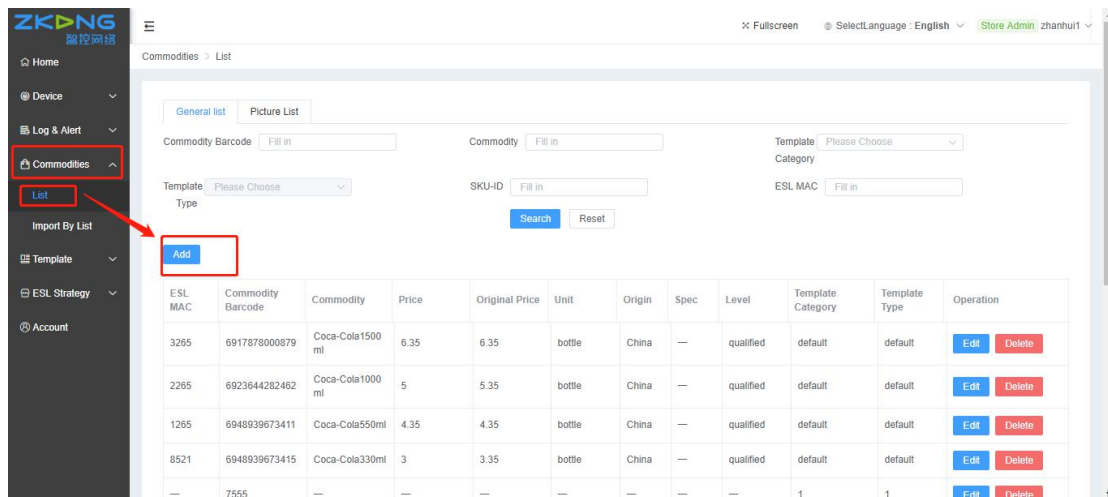 ZKDNG
智控网络
Fullscreen
SelectLanguage : English
Store Admin zhanhui1
Home
Device
Log & Alert
Commodities
List
Import By List
Template
ESL Strategy
Account
Commodities > List
General list Picture List
Commodity Barcode Fill in Commodity Fill in Template Category Please Choose
Template Type Please Choose SKU-ID Fill in ESL MAC Fill in
Search Reset
Add
ESL MAC Commodity Barcode Commodity Price Original Price Unit Origin Spec Level Template Category Template Type Operation
3265 6917878000879 Coca-Cola1500 ml 6.35 6.35 bottle China — qualified default default Edit Delete
2265 6923644282462 Coca-Cola1000 ml 5 5.35 bottle China — qualified default default Edit Delete
1265 6948939673411 Coca-Cola550ml 4.35 4.35 bottle China — qualified default default Edit Delete
8521 6948939673415 Coca-Cola330ml 3 3.35 bottle China — qualified default default Edit Delete
— 7555 — — — — — — — 1 1 Edit Delete